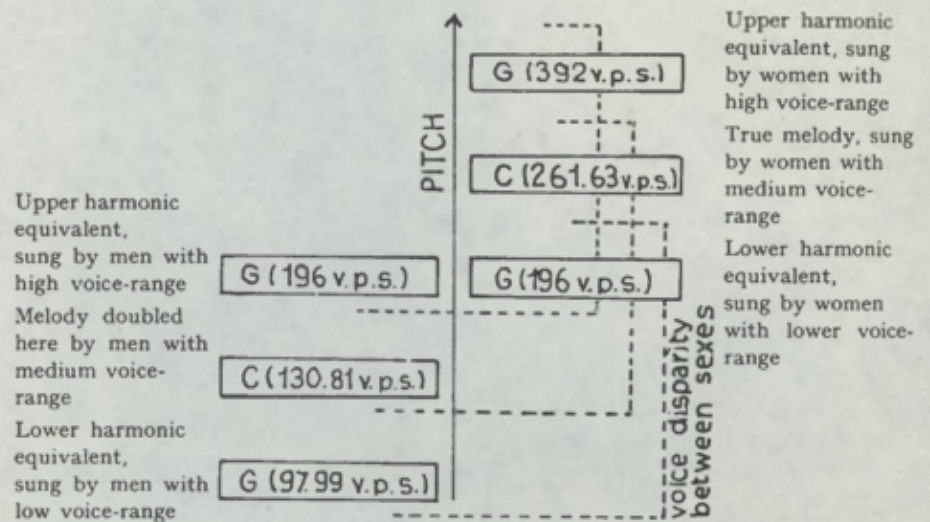 Upper harmonic
equivalent, sung
by women with
high voice-range
G (392 v.p.s.)
True melody, sung
by women with
medium voice-
range
C (261.63 v.p.s.)
PITCH
Upper harmonic
equivalent,
sung by men with
high voice-range
G (196 v.p.s.)
G (196 v.p.s.)
Lower harmonic
equivalent,
sung by women
with lower voice-
range
Melody doubled
here by men with
medium voice-
range
C (130.81 v.p.s.)
Lower harmonic
equivalent,
sung by men with
low voice-range
G (97.99 v.p.s.)
voice disparity
between sexes